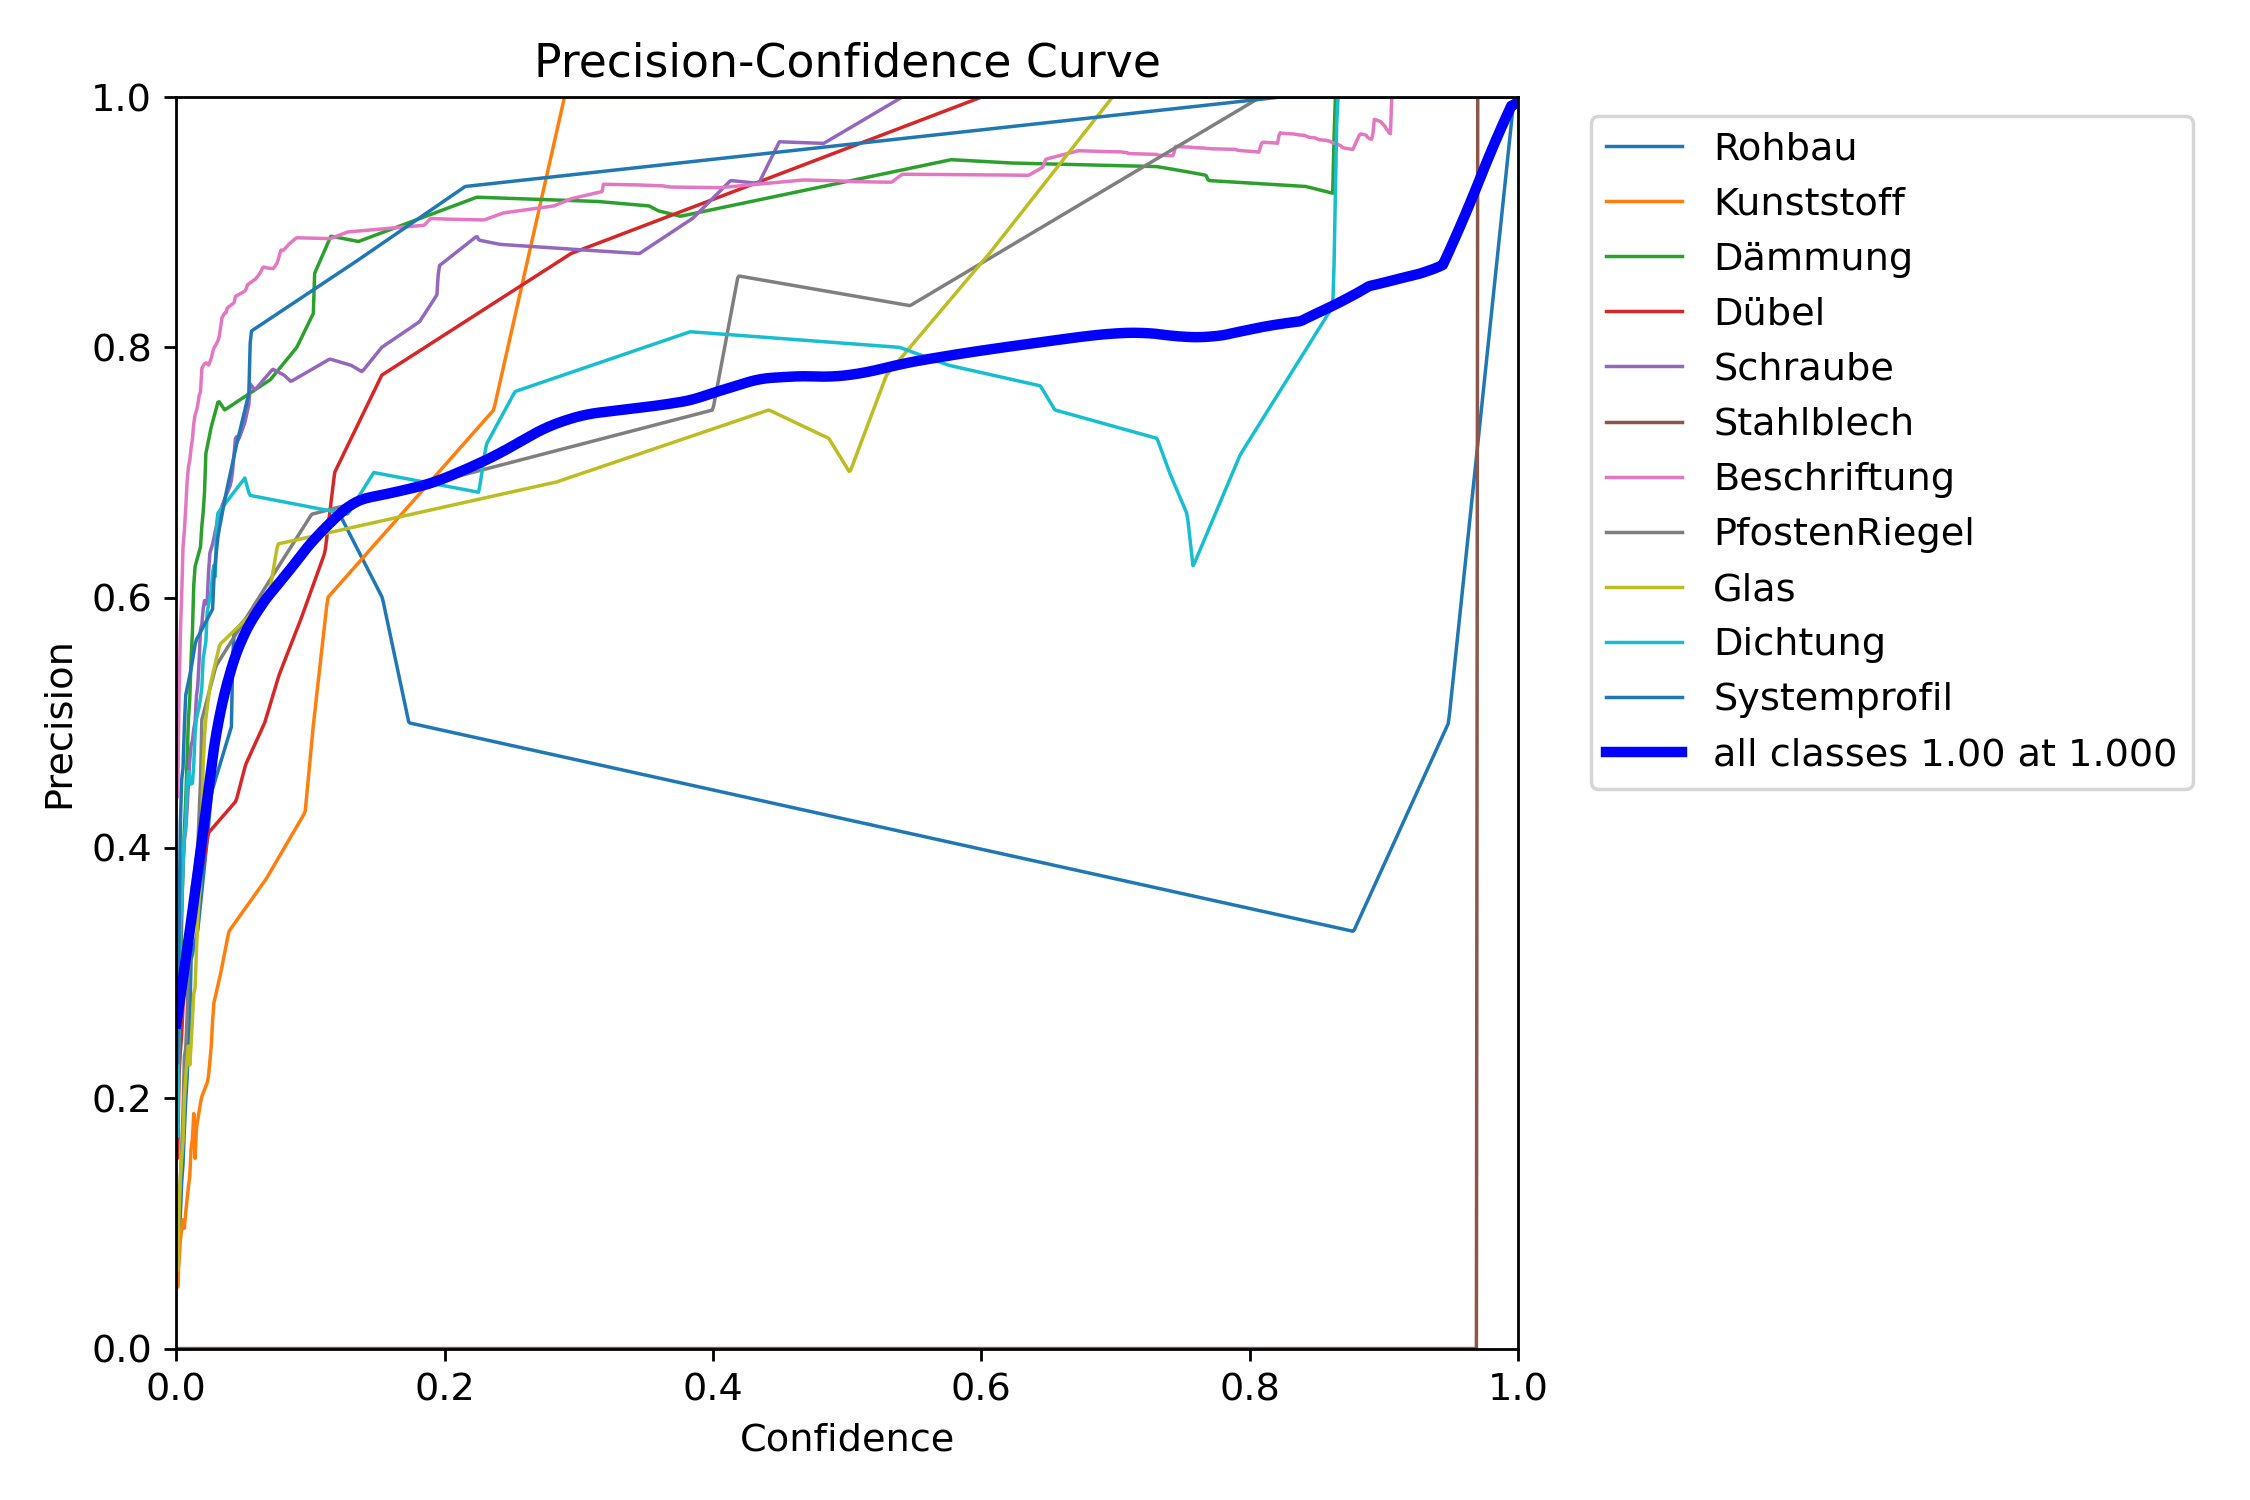 Precision-Confidence Curve
1.0
0.8
0.6
0.4
0.2
0.0
Precision
0.0 0.2 0.4 0.6 0.8 1.0
Confidence
Rohbau
Kunststoff
Dämmung
Dübel
Schraube
Stahlblech
Beschriftung
PfostenRiegel
Glas
Dichtung
Systemprofil
all classes 1.00 at 1.000